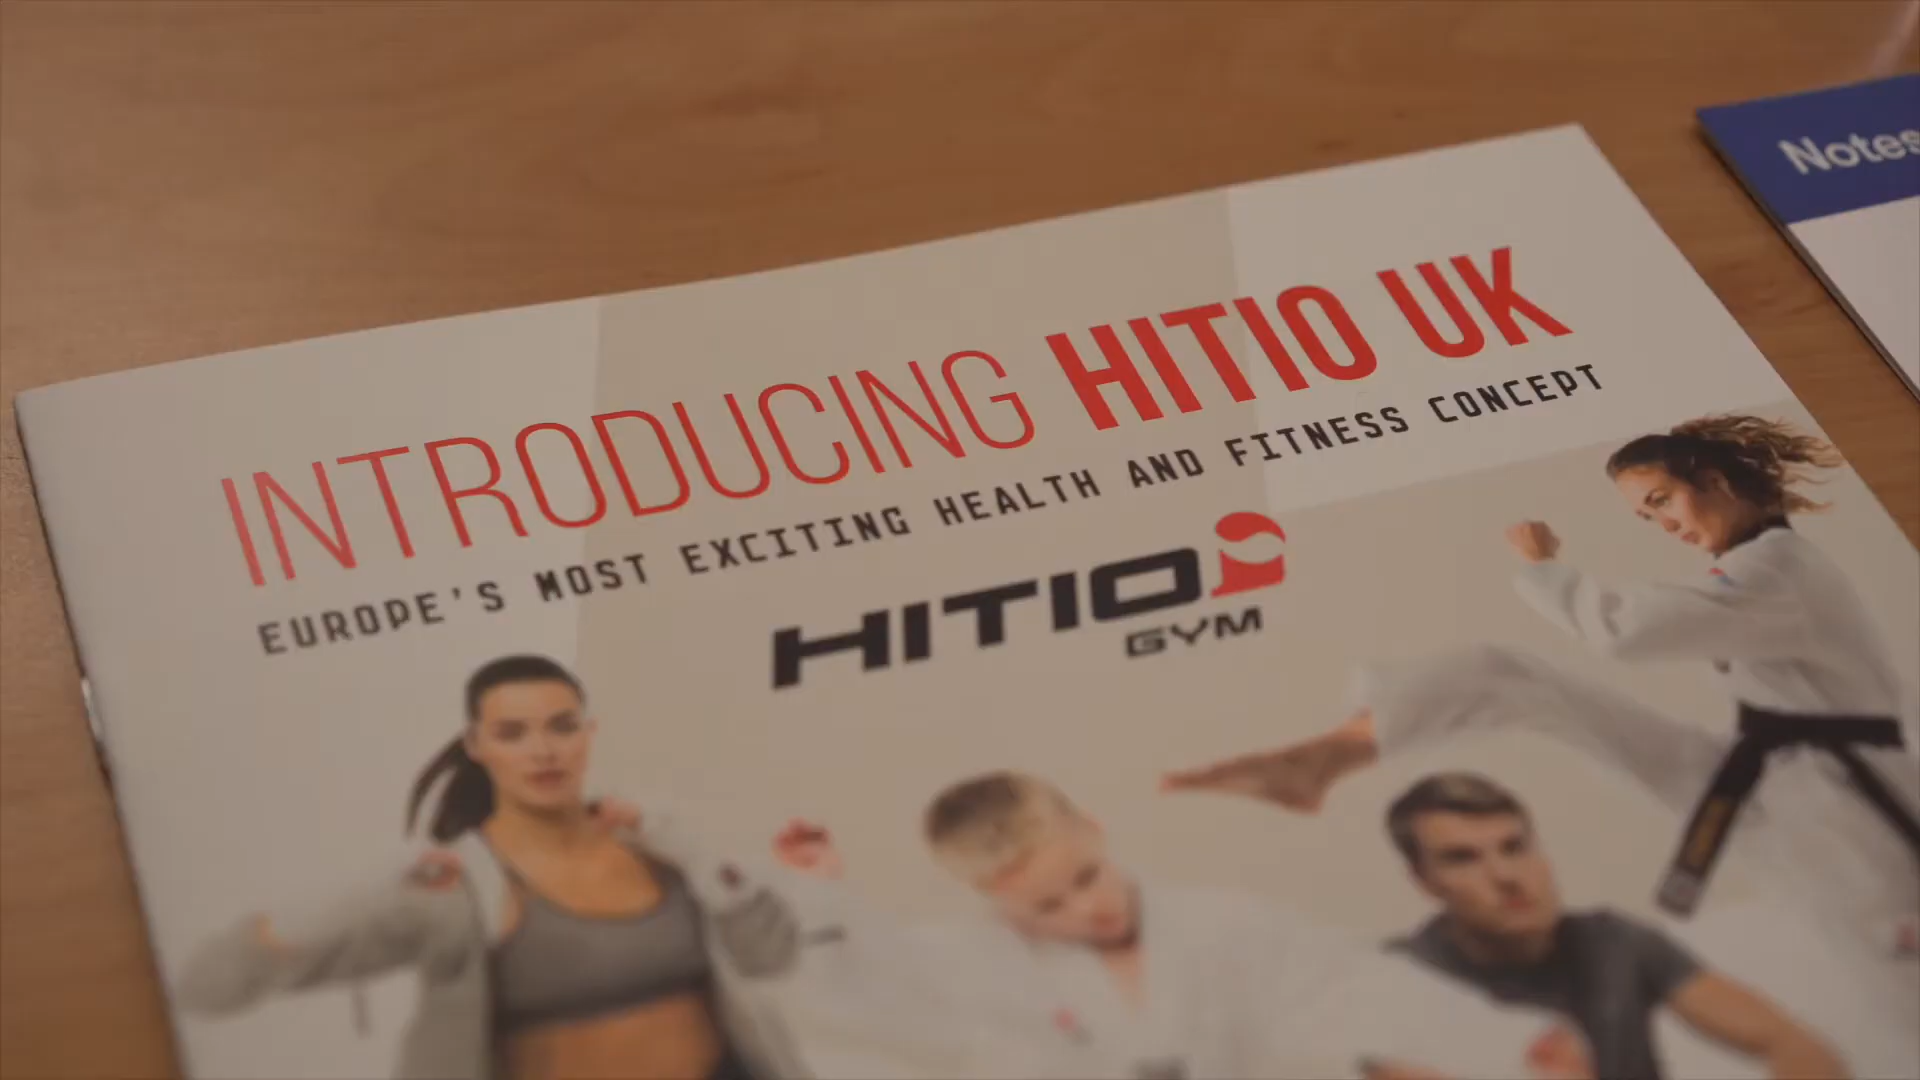 INTRODUCING HITIO UK
EUROPE'S MOST EXCITING HEALTH AND FITNESS CONCEPT
HITIO
GYM
Notes